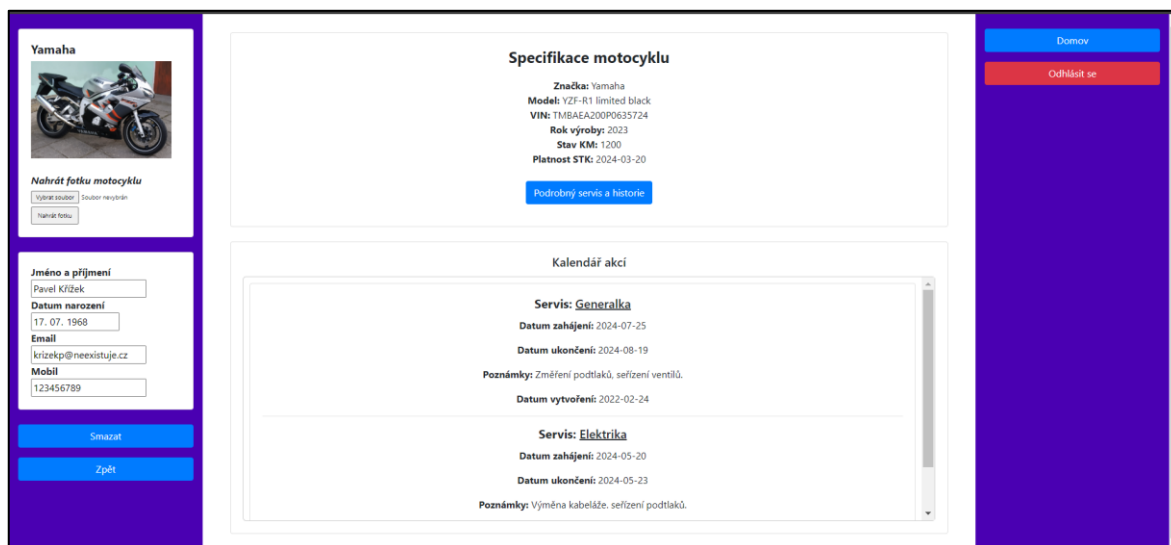 Yamaha
Nahrát fotku motocyklu
Vybrat soubor Soubor nevybrán
Nahrát fotku
Jméno a příjmení
Pavel Křížek
Datum narození
17. 07. 1968
Email
krizekp@neexistuje.cz
Mobil
123456789
Smazat
Zpět
Specifikace motocyklu
Značka: Yamaha
Model: YZF-R1 limited black
VIN: TMBAEA200P0635724
Rok výroby: 2023
Stav KM: 1200
Platnost STK: 2024-03-20
Podrobný servis a historie
Kalendář akcí
Servis: Generalka
Datum zahájení: 2024-07-25
Datum ukončení: 2024-08-19
Poznámky: Změření podtlaků, seřízení ventilů.
Datum vytvoření: 2022-02-24
Servis: Elektrika
Datum zahájení: 2024-05-20
Datum ukončení: 2024-05-23
Poznámky: Výměna kabeláže. seřízení podtlaků.
Domov
Odhlásit se